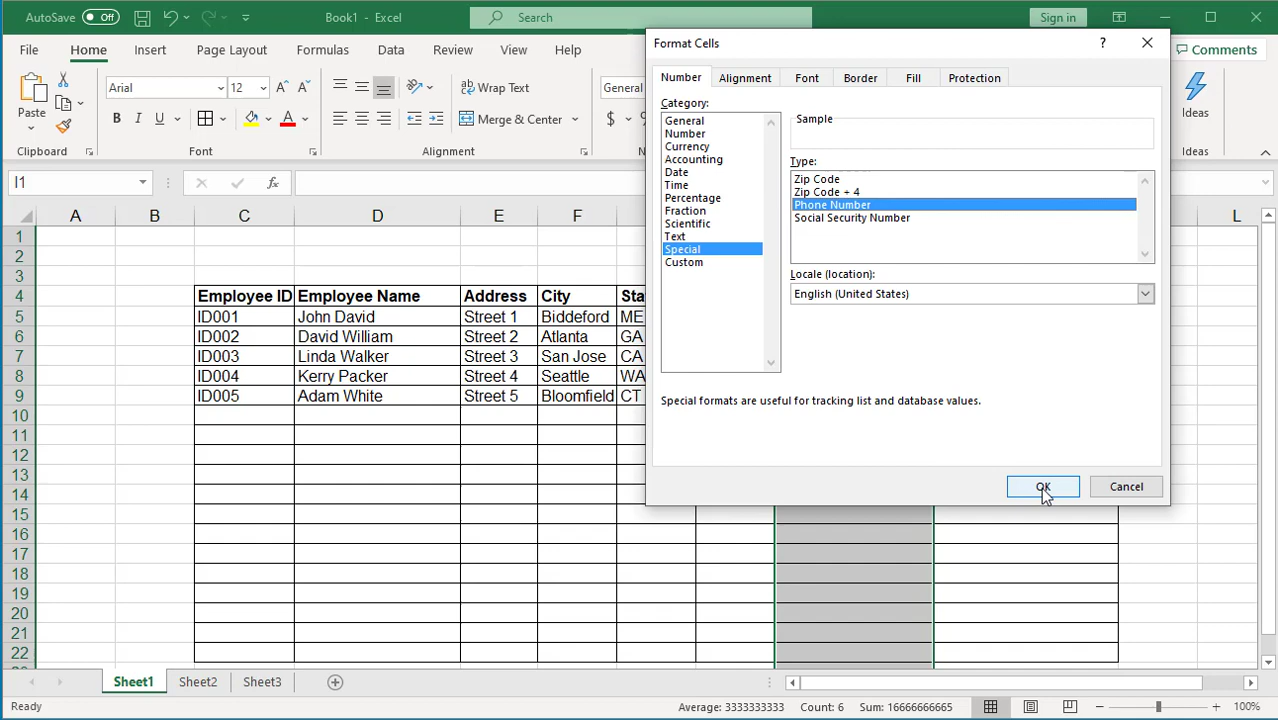 AutoSave Off Book1 - Excel Search Sign in
File Home Insert Page Layout Formulas Data Review View Help Comments
Arial 12 Wrap Text General
Paste B I U A Merge & Center $ Ideas
Clipboard Font Alignment N Ideas
I1 fx
Format Cells ?
Number Alignment Font Border Fill Protection
Category:
General
Number
Currency
Accounting
Date
Time
Percentage
Fraction
Scientific
Text
Special
Custom
Sample
Type:
Zip Code
Zip Code + 4
Phone Number
Social Security Number
Locale (location):
English (United States)
Special formats are useful for tracking list and database values.
OK Cancel
A B C D E F L
1
2
3
4 Employee ID Employee Name Address City Sta
5 ID001 John David Street 1 Biddeford ME
6 ID002 David William Street 2 Atlanta GA
7 ID003 Linda Walker Street 3 San Jose CA
8 ID004 Kerry Packer Street 4 Seattle WA
9 ID005 Adam White Street 5 Bloomfield CT
10
11
12
13
14
15
16
17
18
19
20
21
22
Sheet1 Sheet2 Sheet3
Ready Average: 3333333333 Count: 6 Sum: 16666666665 100%